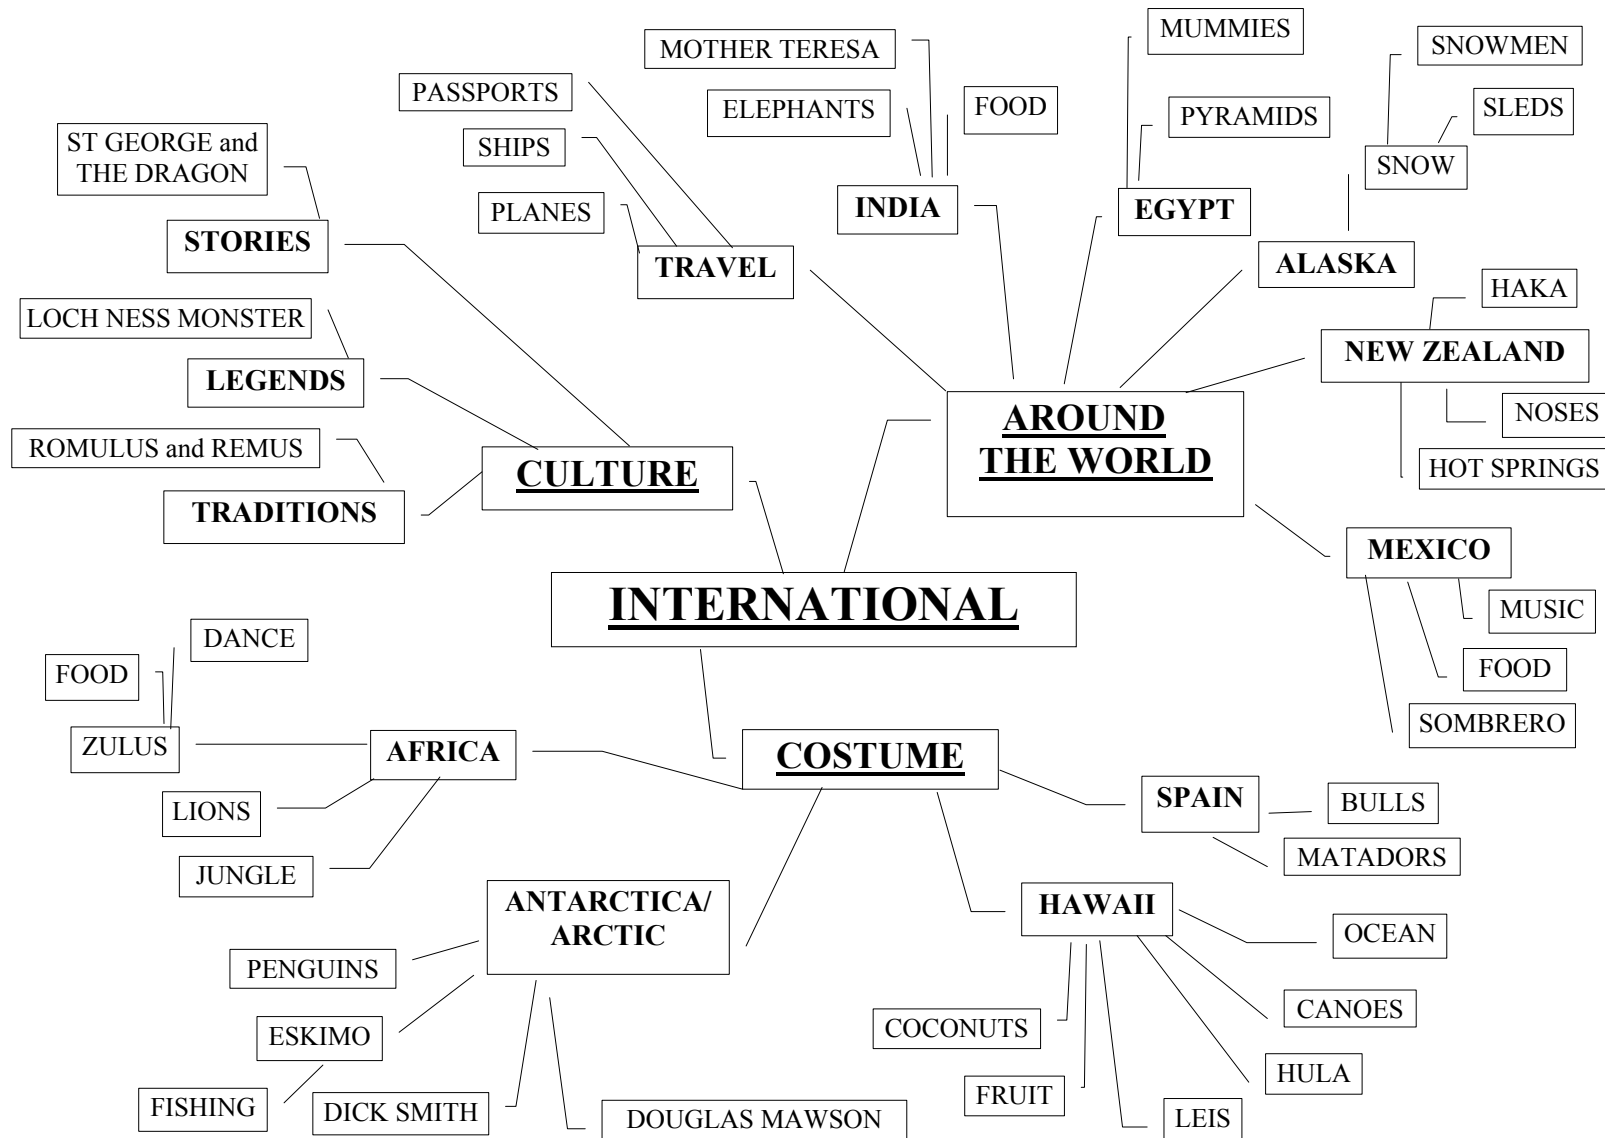 MUMMIES
SNOWMEN
MOTHER TERESA
PASSPORTS
ELEPHANTS
FOOD
PYRAMIDS
SLEDS
ST GEORGE and
THE DRAGON
SHIPS
SNOW
PLANES
INDIA
EGYPT
STORIES
TRAVEL
ALASKA
HAKA
LOCH NESS MONSTER
NEW ZEALAND
LEGENDS
AROUND
THE WORLD
NOSES
ROMULUS and REMUS
CULTURE
HOT SPRINGS
TRADITIONS
MEXICO
INTERNATIONAL
MUSIC
DANCE
FOOD
FOOD
SOMBRERO
ZULUS
AFRICA
COSTUME
LIONS
SPAIN
BULLS
JUNGLE
MATADORS
ANTARCTICA/
ARCTIC
HAWAII
OCEAN
PENGUINS
CANOES
COCONUTS
ESKIMO
HULA
FRUIT
FISHING
DICK SMITH
DOUGLAS MAWSON
LEIS